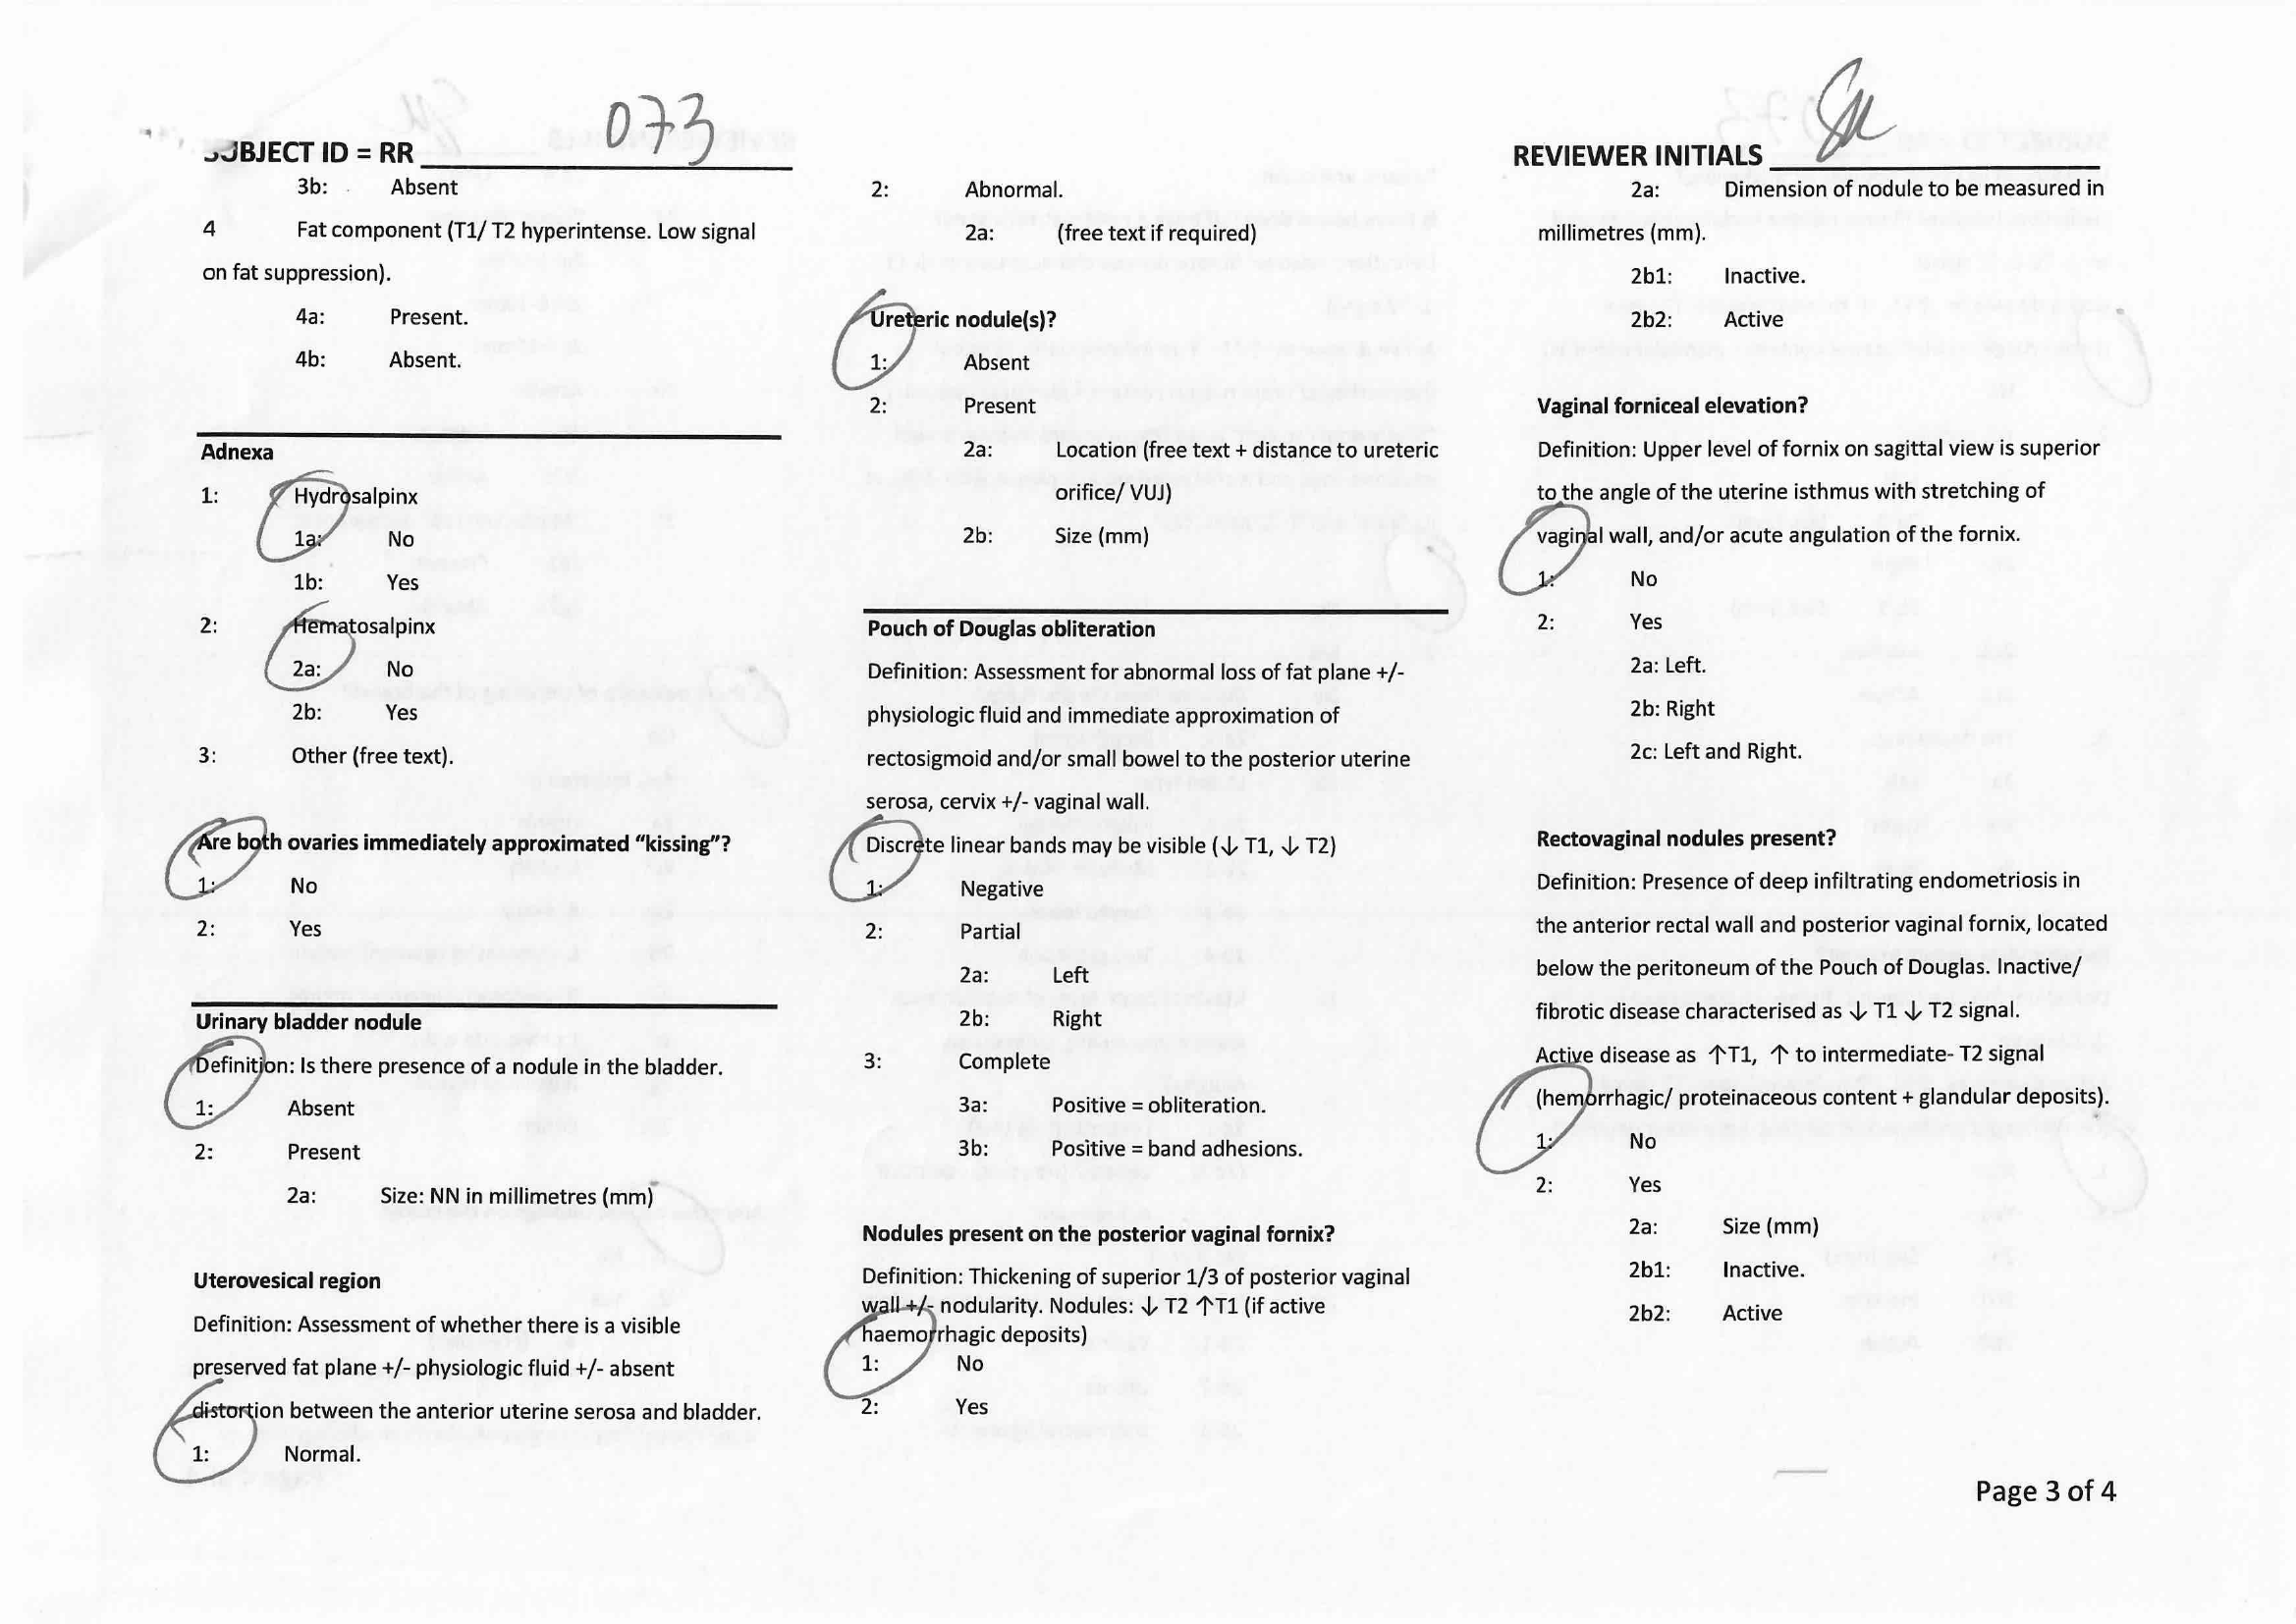 SUBJECT ID = RR 073
3b: Absent
4 Fat component (T1/ T2 hyperintense. Low signal
on fat suppression).
4a: Present.
4b: Absent.
Adnexa
1: Hydrosalpinx
1a: No
1b: Yes
2: Hematosalpinx
2a: No
2b: Yes
3: Other (free text).
Are both ovaries immediately approximated “kissing”?
1: No
2: Yes
Urinary bladder nodule
Definition: Is there presence of a nodule in the bladder.
1: Absent
2: Present
2a: Size: NN in millimetres (mm)
Uterovesical region
Definition: Assessment of whether there is a visible
preserved fat plane +/- physiologic fluid +/- absent
distortion between the anterior uterine serosa and bladder.
1: Normal.
2: Abnormal.
2a: (free text if required)
Ureteric nodule(s)?
1: Absent
2: Present
2a: Location (free text + distance to ureteric
orifice/ VUJ)
2b: Size (mm)
Pouch of Douglas obliteration
Definition: Assessment for abnormal loss of fat plane +/-
physiologic fluid and immediate approximation of
rectosigmoid and/or small bowel to the posterior uterine
serosa, cervix +/- vaginal wall.
Discrete linear bands may be visible (↓ T1, ↓ T2)
1: Negative
2: Partial
2a: Left
2b: Right
3: Complete
3a: Positive = obliteration.
3b: Positive = band adhesions.
Nodules present on the posterior vaginal fornix?
Definition: Thickening of superior 1/3 of posterior vaginal
wall +/- nodularity. Nodules: ↓ T2 ↑T1 (if active
haemorrhagic deposits)
1: No
2: Yes
REVIEWER INITIALS
2a: Dimension of nodule to be measured in
millimetres (mm).
2b1: Inactive.
2b2: Active
Vaginal forniceal elevation?
Definition: Upper level of fornix on sagittal view is superior
to the angle of the uterine isthmus with stretching of
vaginal wall, and/or acute angulation of the fornix.
1: No
2: Yes
2a: Left.
2b: Right
2c: Left and Right.
Rectovaginal nodules present?
Definition: Presence of deep infiltrating endometriosis in
the anterior rectal wall and posterior vaginal fornix, located
below the peritoneum of the Pouch of Douglas. Inactive/
fibrotic disease characterised as ↓ T1 ↓ T2 signal.
Active disease as ↑T1, ↑ to intermediate- T2 signal
(hemorrhagic/ proteinaceous content + glandular deposits).
1: No
2: Yes
2a: Size (mm)
2b1: Inactive.
2b2: Active
Page 3 of 4